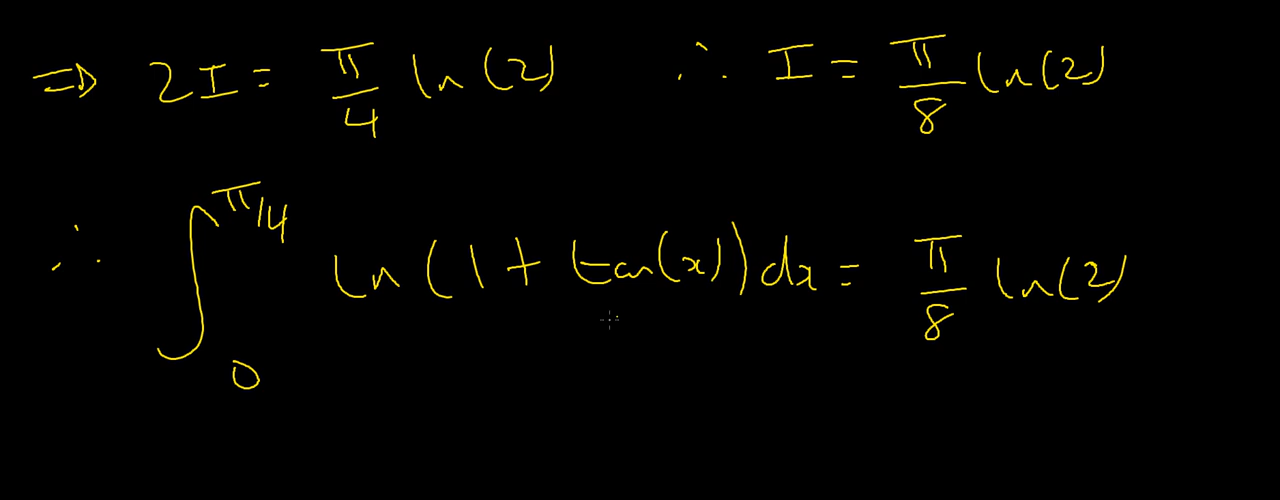 ⇒ 2I = π/4 ln(2) ∴ I = π/8 ln(2)
∴ ∫₀^(π/4) ln(1 + tan(x))dx = π/8 ln(2)